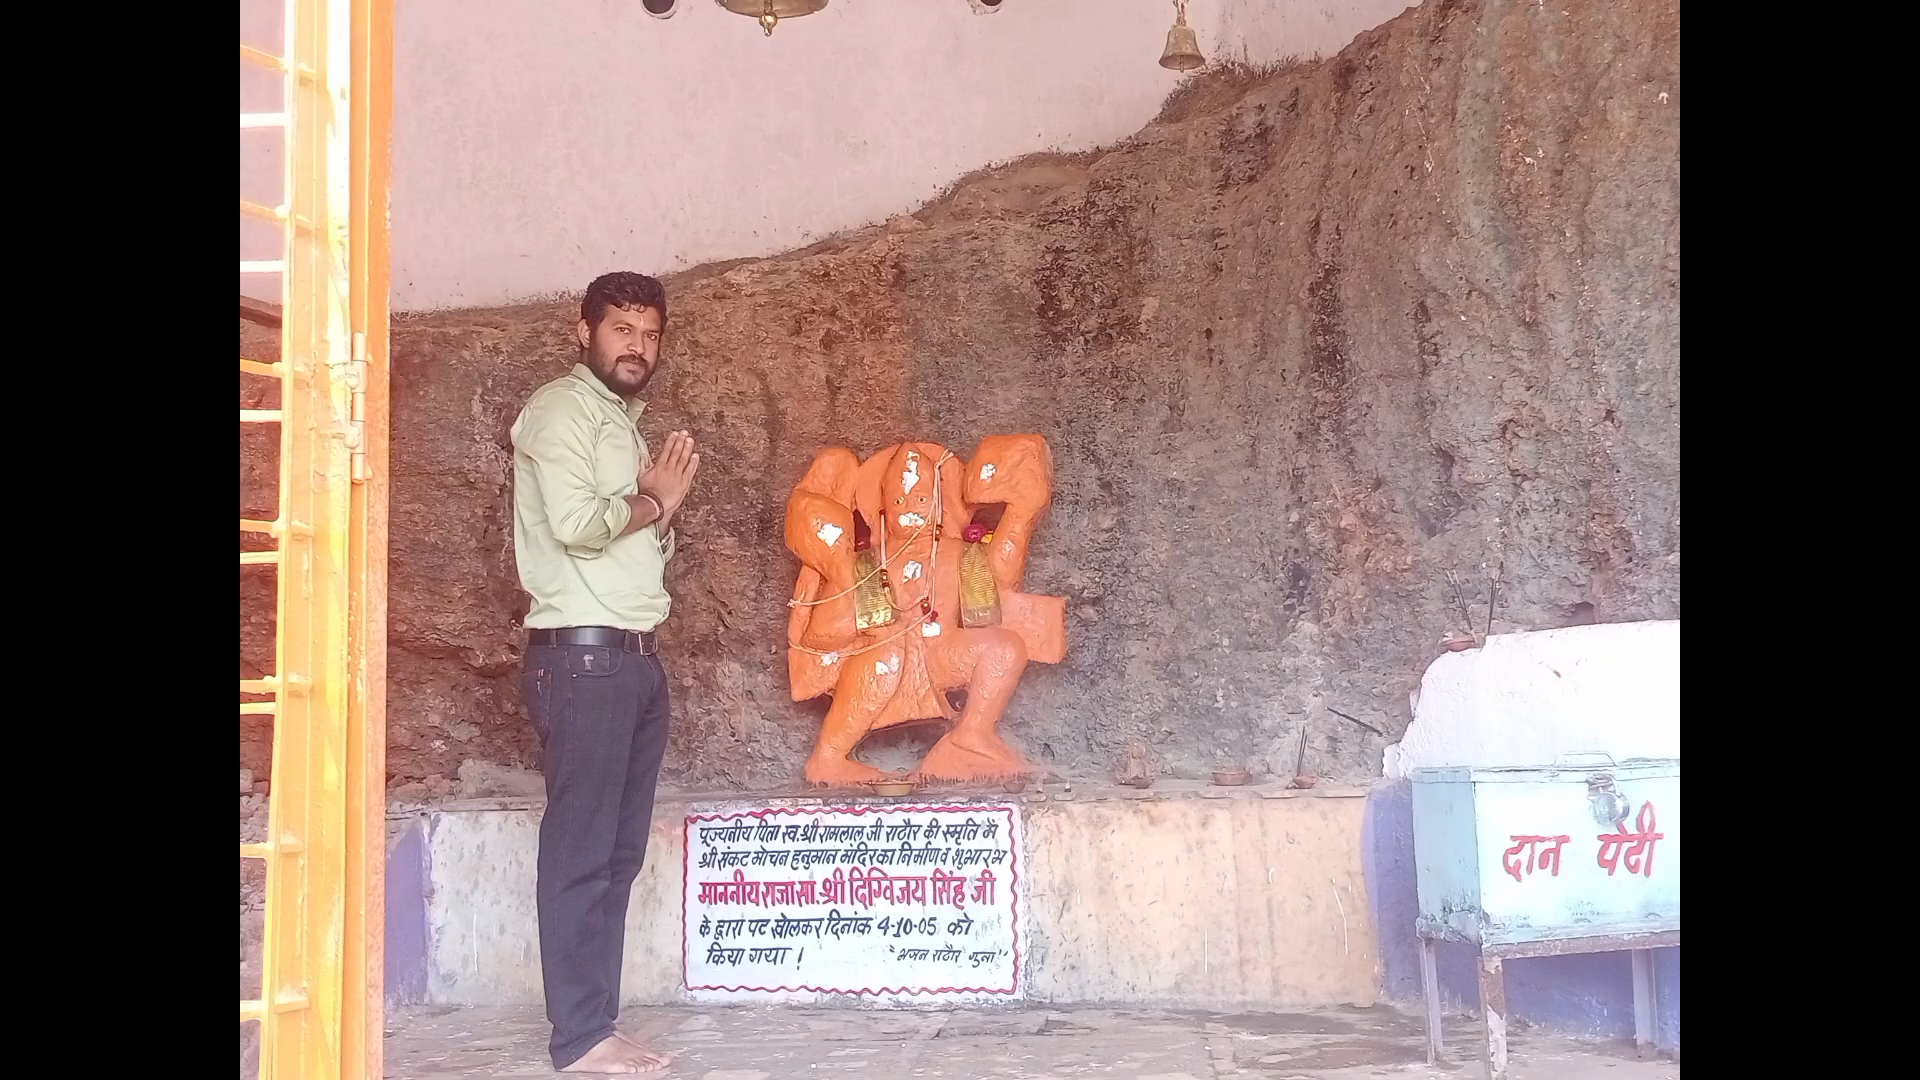 पूज्यनीय पिता स्व. श्री रामलाल जी राठौर की स्मृति में
श्री संकट मोचन हनुमान मंदिर का निर्माण व शुभारंभ
माननीय राजा सा. श्री दिग्विजय सिंह जी
के द्वारा पट खोलकर दिनांक 4-10-05 को
किया गया !
"भजन राठौर गुना"
दान पेटी